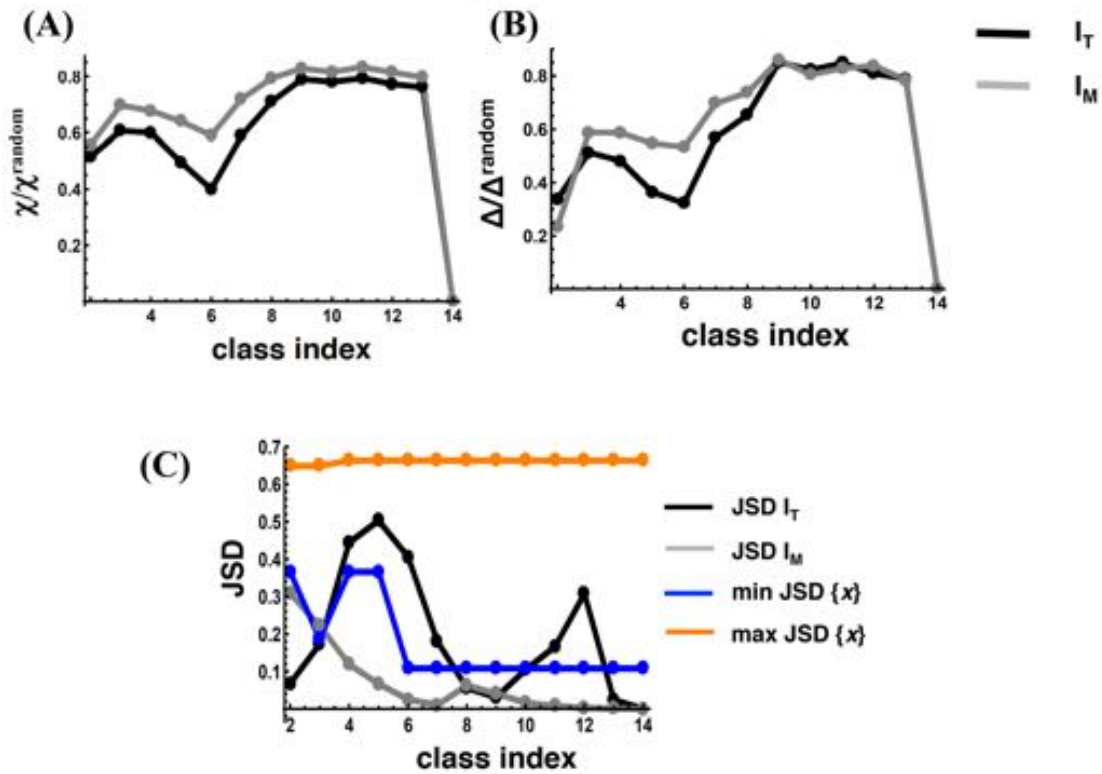 (A)
χ/χ^random
0.8
0.6
0.4
0.2
4 6 8 10 12 14
class index
(B)
Δ/Δ^random
0.8
0.6
0.4
0.2
4 6 8 10 12 14
class index
I_T
I_M
(C)
JSD
0.7
0.6
0.5
0.4
0.3
0.2
0.1
2 4 6 8 10 12 14
class index
JSD I_T
JSD I_M
min JSD {x}
max JSD {x}